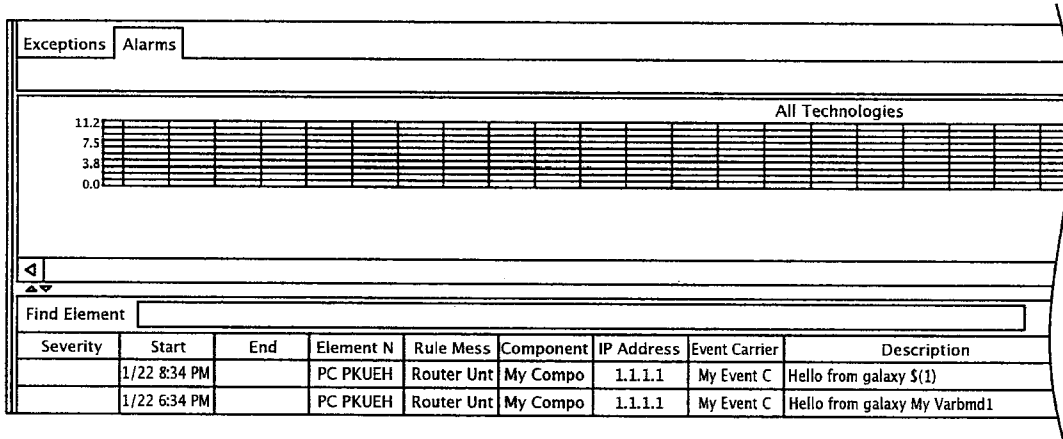 Exceptions Alarms
All Technologies
11.2
7.5
3.8
0.0
Find Element
Severity Start End Element N Rule Mess Component IP Address Event Carrier Description
1/22 8:34 PM PC PKUEH Router Unt My Compo 1.1.1.1 My Event C Hello from galaxy $(1)
1/22 6:34 PM PC PKUEH Router Unt My Compo 1.1.1.1 My Event C Hello from galaxy My Varbmd1